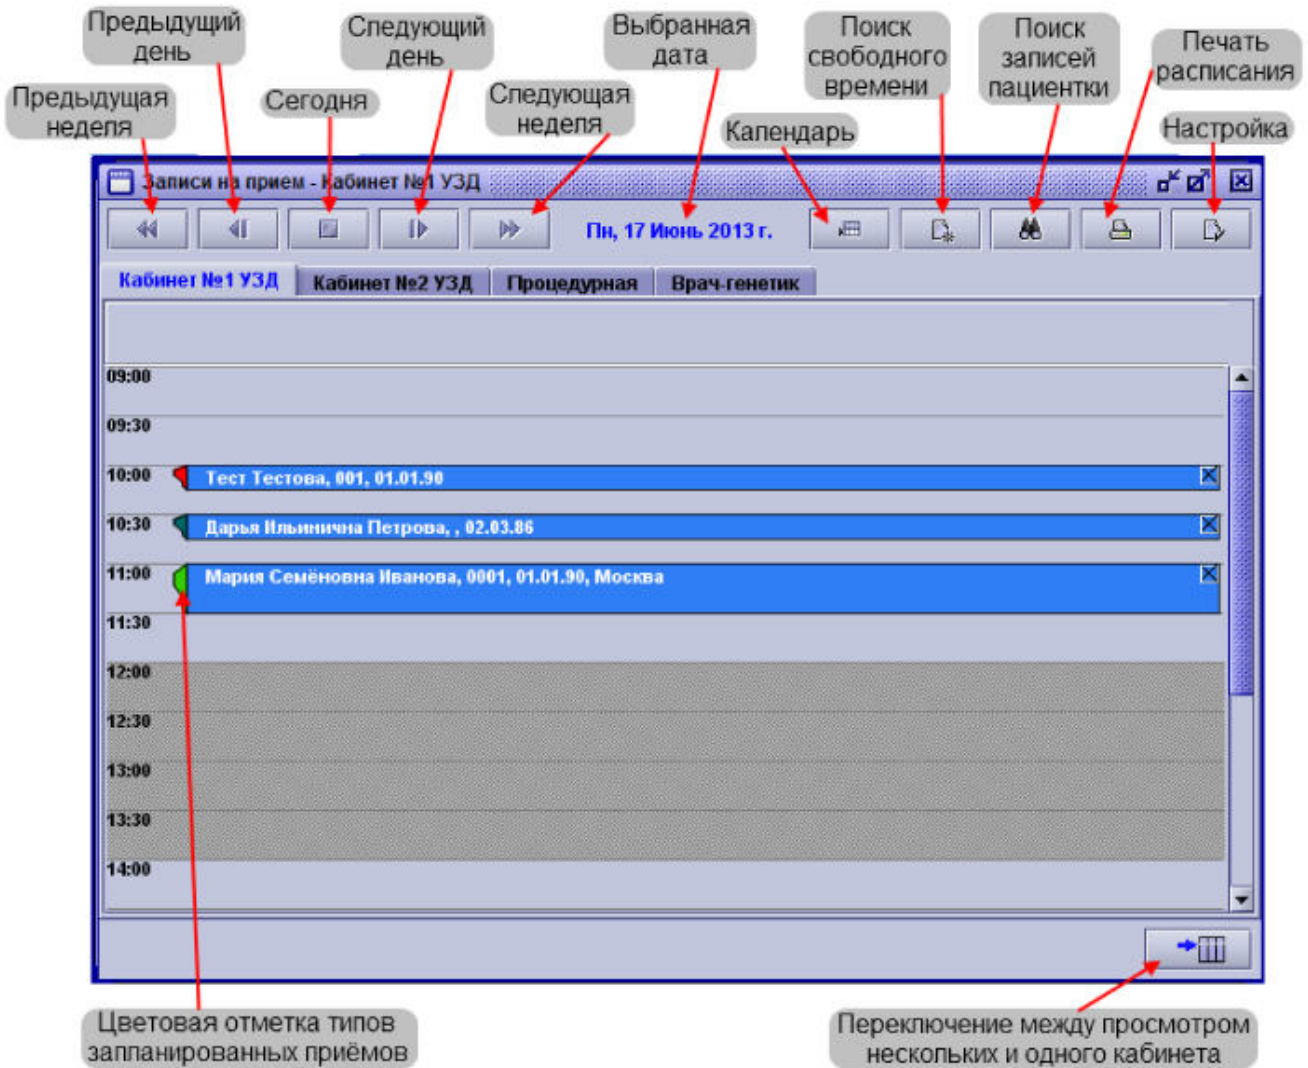 Предыдущий
день
Следующий
день
Выбранная
дата
Поиск
свободного
времени
Поиск
записей
пациентки
Печать
расписания
Предыдущая
неделя
Сегодня
Следующая
неделя
Календарь
Настройка
Записи на прием - Кабинет №1 УЗД
Пн, 17 Июнь 2013 г.
Кабинет №1 УЗД
Кабинет №2 УЗД
Процедурная
Врач-генетик
09:00
09:30
10:00
Тест Тестова, 001, 01.01.90
10:30
Дарья Ильинична Петрова, , 02.03.86
11:00
Мария Семёновна Иванова, 0001, 01.01.90, Москва
11:30
12:00
12:30
13:00
13:30
14:00
Цветовая отметка типов
запланированных приёмов
Переключение между просмотром
нескольких и одного кабинета